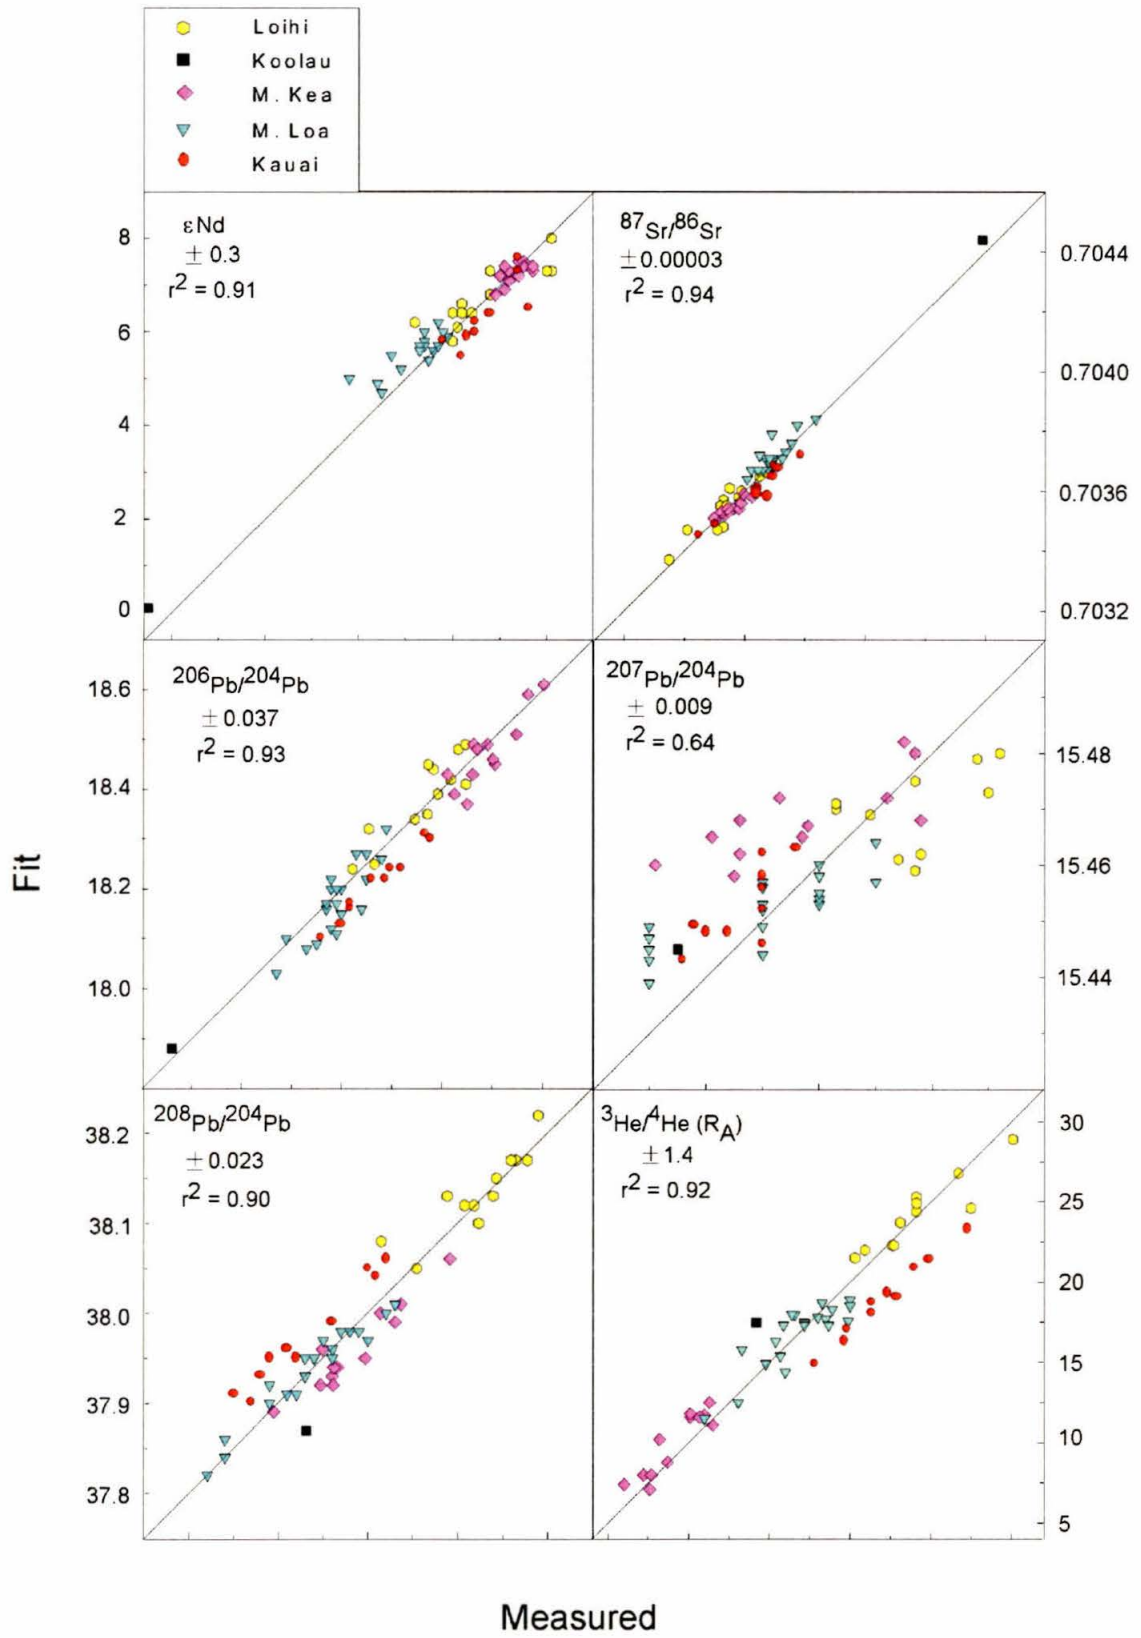 Loihi
Koolau
M. Kea
M. Loa
Kauai
εNd
± 0.3
r² = 0.91
⁸⁷Sr/⁸⁶Sr
±0.00003
r² = 0.94
8
6
4
2
0
0.7044
0.7040
0.7036
0.7032
²⁰⁶Pb/²⁰⁴Pb
± 0.037
r² = 0.93
²⁰⁷Pb/²⁰⁴Pb
± 0.009
r² = 0.64
18.6
18.4
18.2
18.0
15.48
15.46
15.44
Fit
²⁰⁸Pb/²⁰⁴Pb
±0.023
r² = 0.90
³He/⁴He (R_A)
±1.4
r² = 0.92
38.2
38.1
38.0
37.9
37.8
30
25
20
15
10
5
Measured